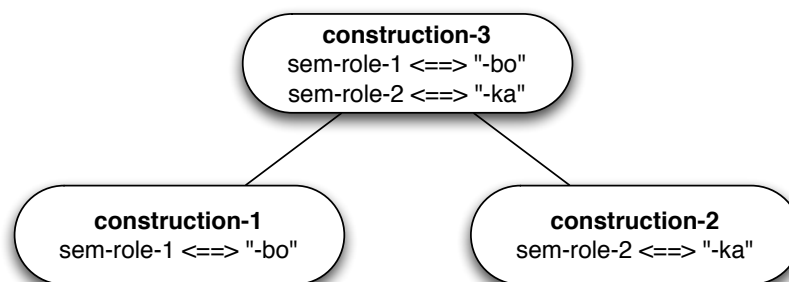 construction-3
sem-role-1 <==> "-bo"
sem-role-2 <==> "-ka"
construction-1
sem-role-1 <==> "-bo"
construction-2
sem-role-2 <==> "-ka"